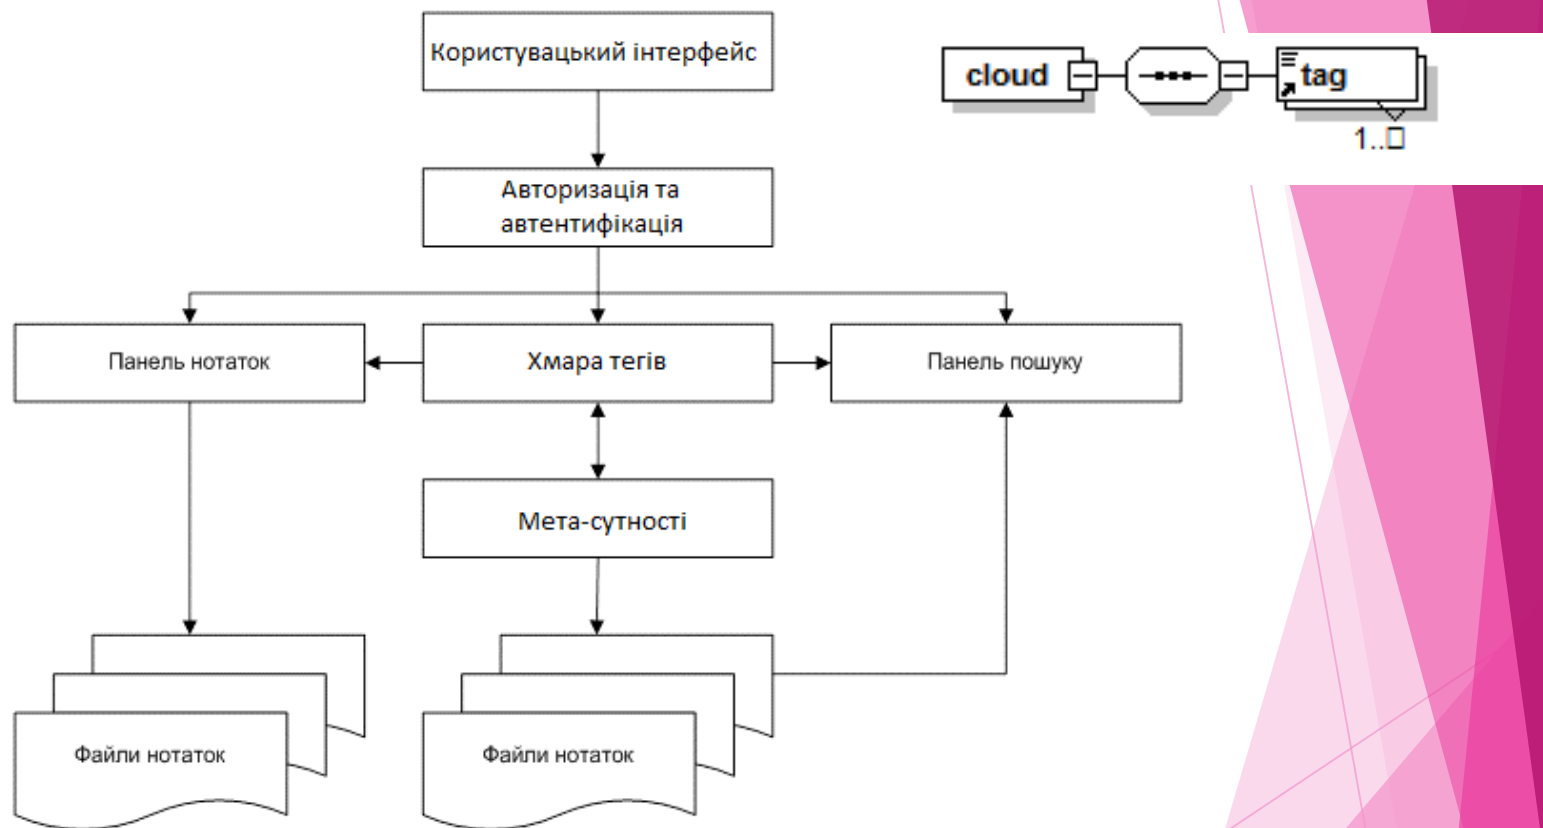 Користувацький інтерфейс
cloud
tag
1..□
Авторизація та
автентифікація
Панель нотаток
Хмара тегів
Панель пошуку
Мета-сутності
Файли нотаток
Файли нотаток